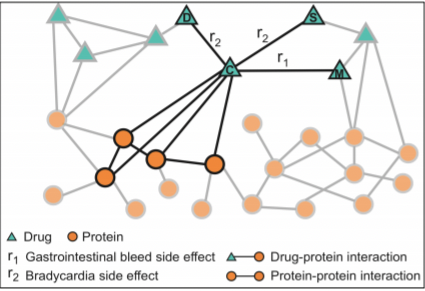 D
S
r2
r2
C
r1
M
Drug
Protein
r1 Gastrointestinal bleed side effect
Drug-protein interaction
r2 Bradycardia side effect
Protein-protein interaction